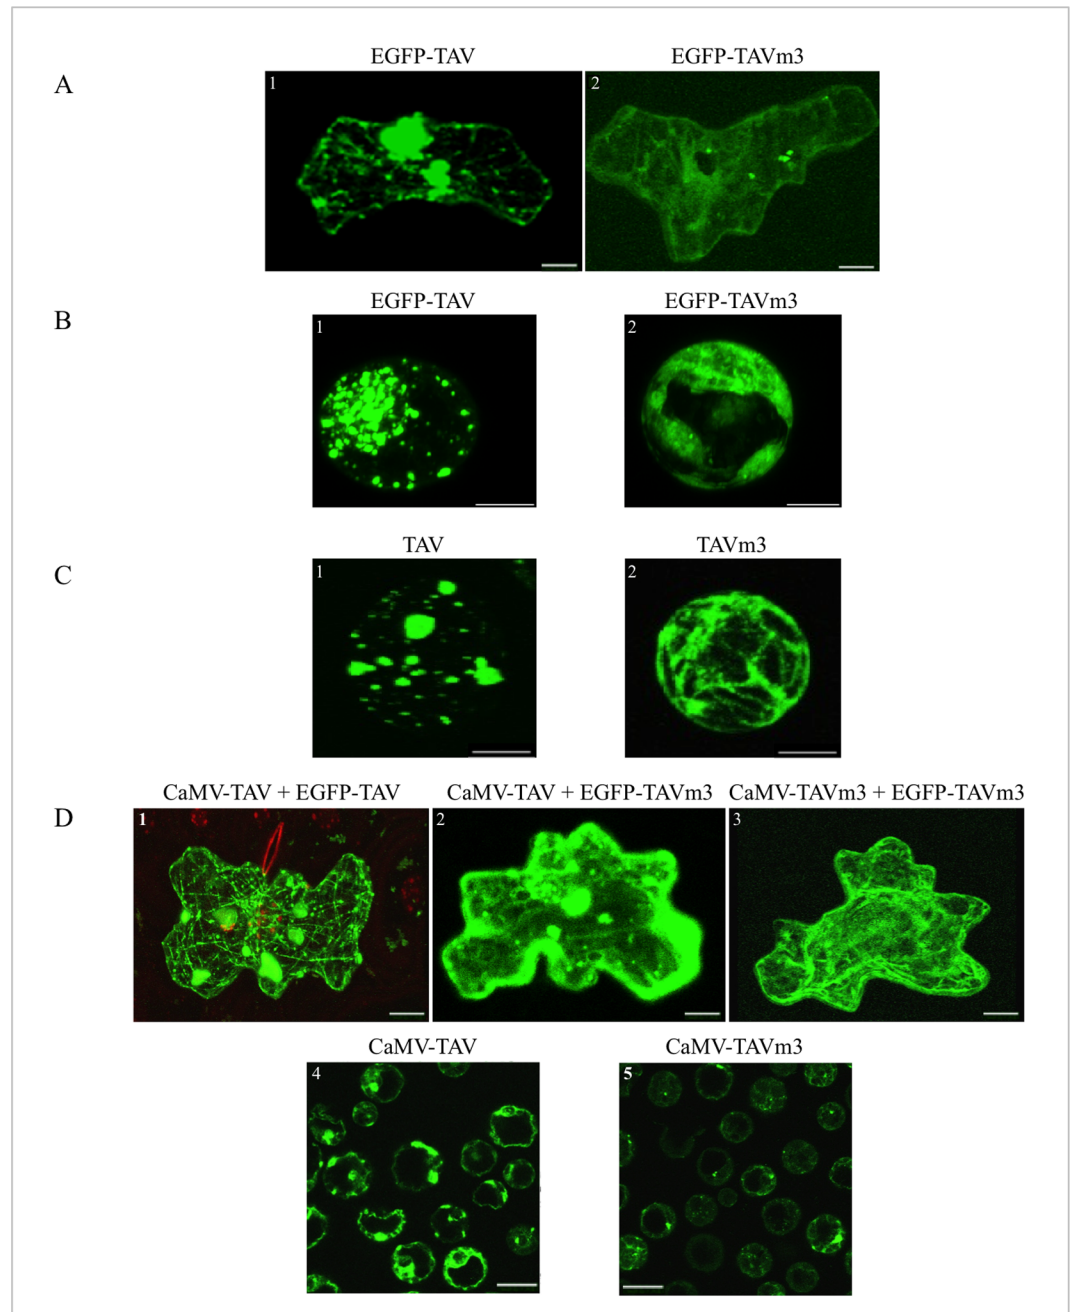 EGFP-TAV EGFP-TAVm3
A
1 2
EGFP-TAV EGFP-TAVm3
B
1 2
TAV TAVm3
C
1 2
CaMV-TAV + EGFP-TAV CaMV-TAV + EGFP-TAVm3 CaMV-TAVm3 + EGFP-TAVm3
D
1 2 3
CaMV-TAV CaMV-TAVm3
4 5